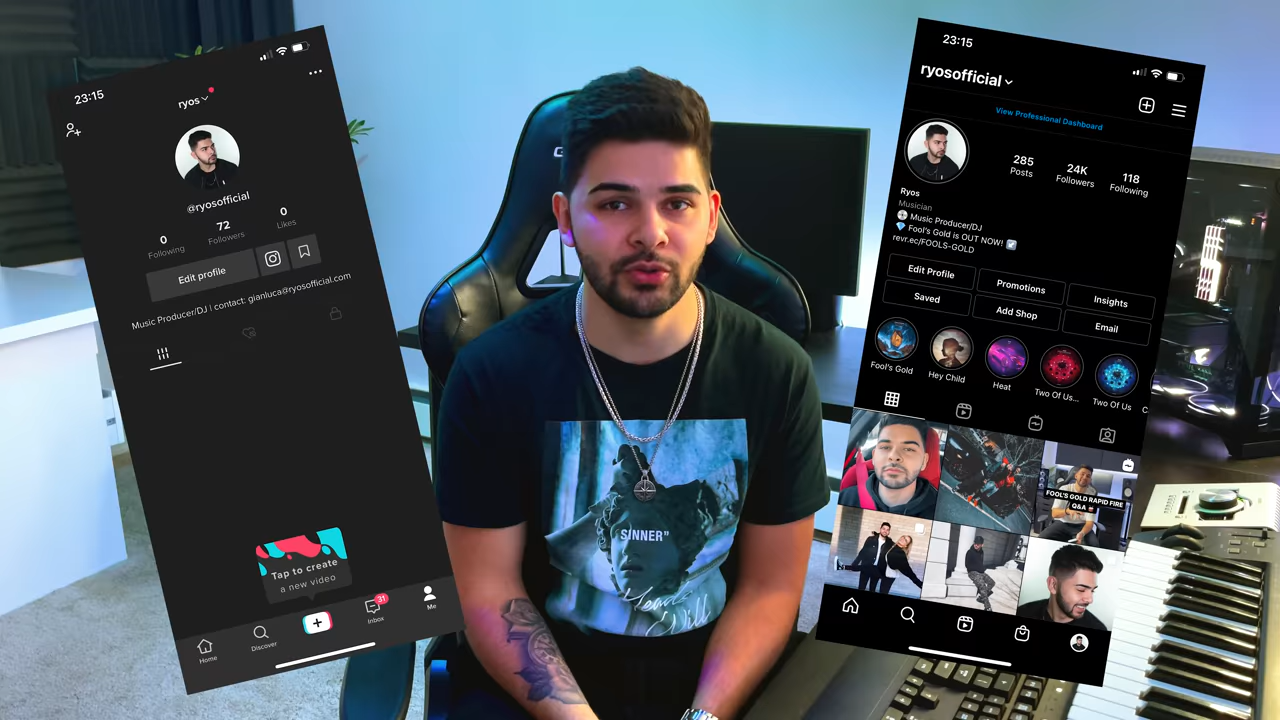 23:15
ryos
@ryosofficial
0
Following
72
Followers
0
Likes
Edit profile
Music Producer/DJ | contact: gianluca@ryosofficial.com
Tap to create
a new video
Home
Discover
31
Inbox
Me
"SINNER"
23:15
ryosofficial
View Professional Dashboard
285
Posts
24K
Followers
118
Following
Ryos
Musician
Music Producer/DJ
Fool's Gold is OUT NOW!
revr.ec/FOOLS-GOLD
Edit Profile
Promotions
Insights
Saved
Add Shop
Email
Fool's Gold
Hey Child
Heat
Two Of Us...
Two Of Us
C
FOOL'S GOLD RAPID FIRE
Q&A